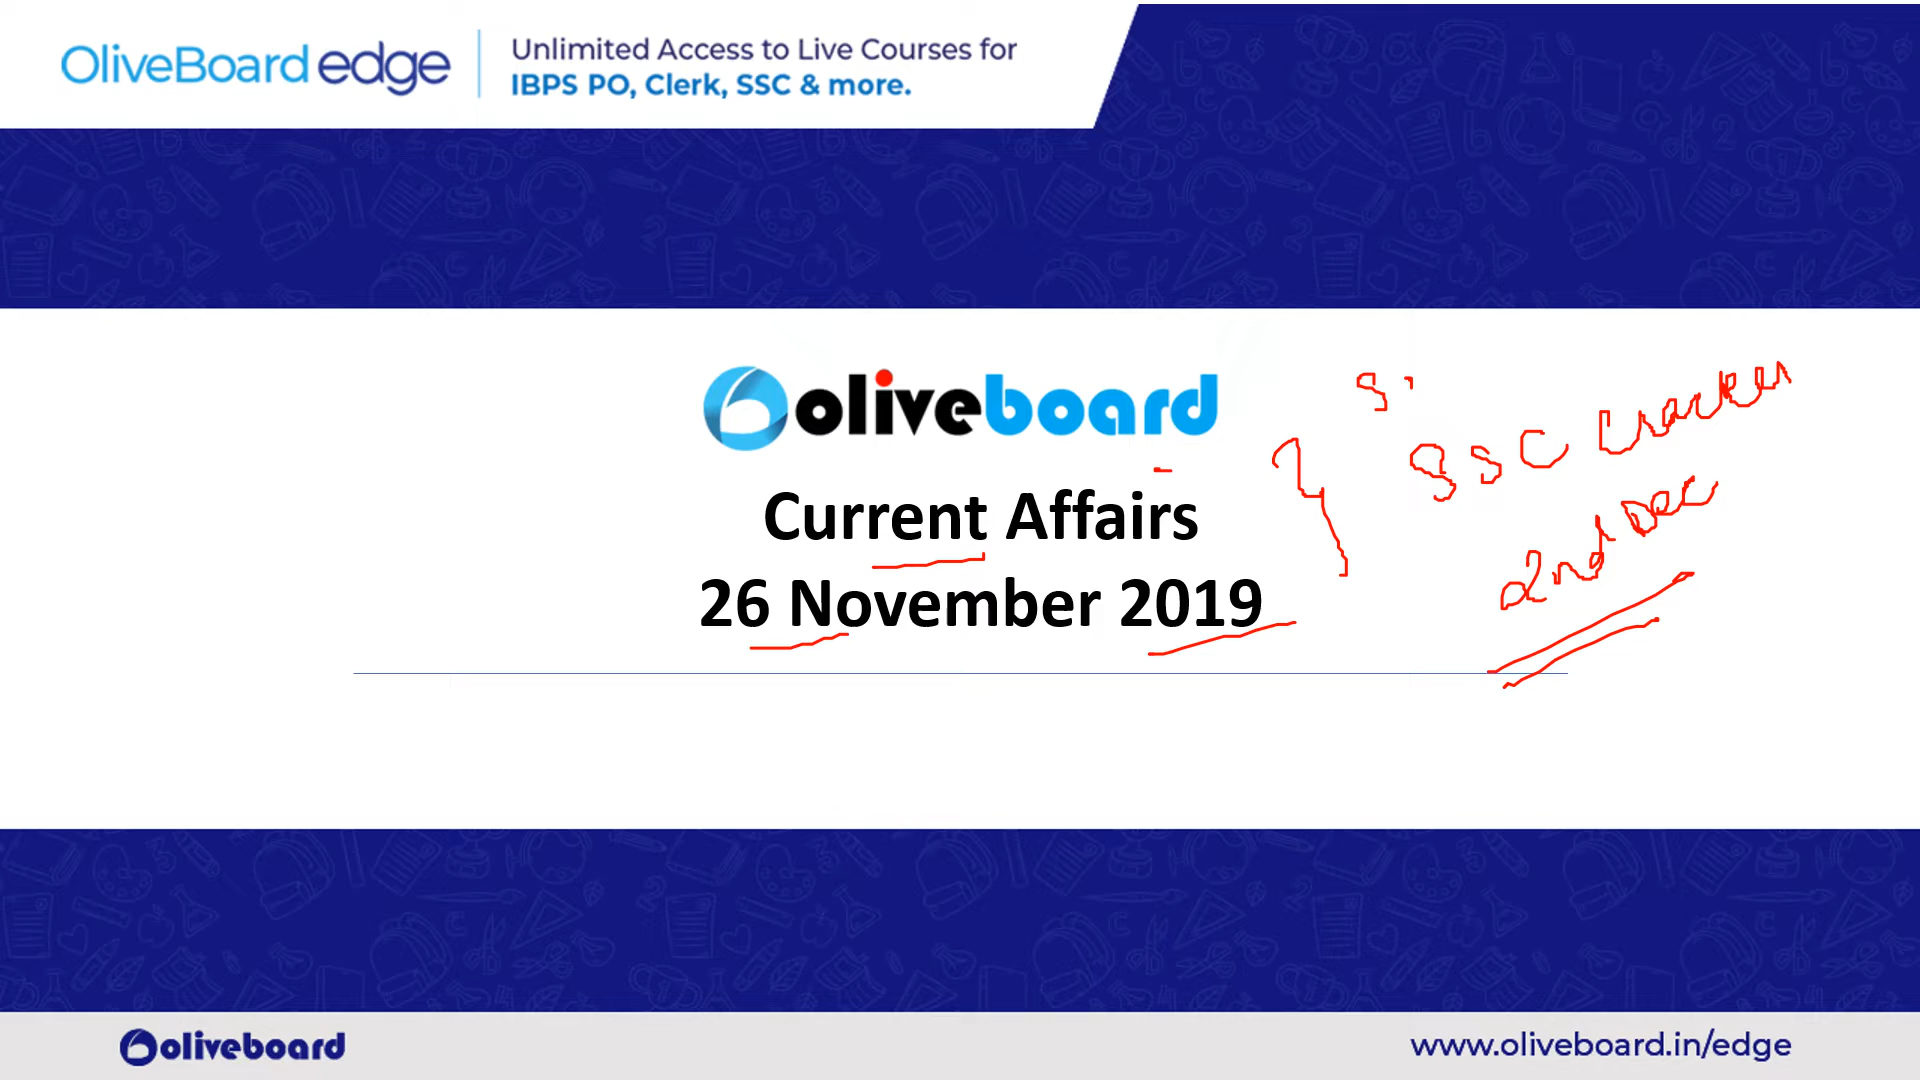 OliveBoard edge
Unlimited Access to Live Courses for
IBPS PO, Clerk, SSC & more.
oliveboard
SSC Cracker
2nd Dec
Current Affairs
26 November 2019
oliveboard
www.oliveboard.in/edge